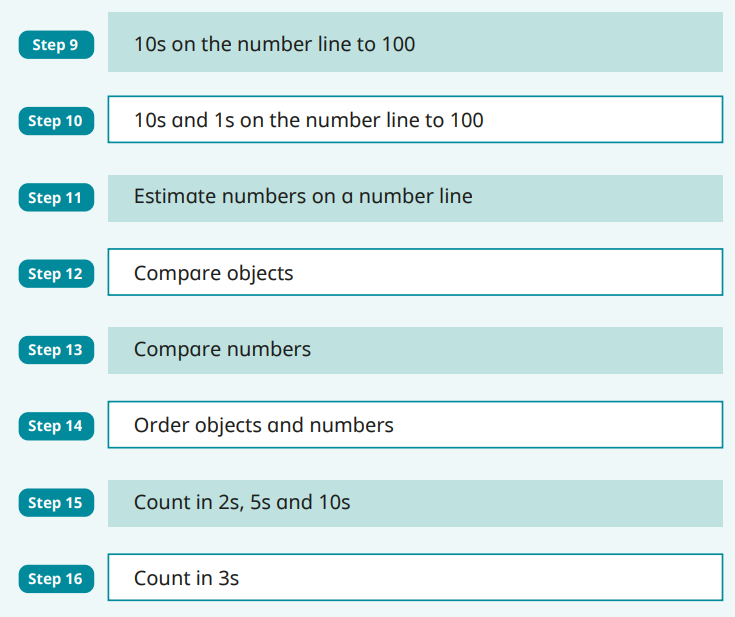 Step 9 10s on the number line to 100
Step 10 10s and 1s on the number line to 100
Step 11 Estimate numbers on a number line
Step 12 Compare objects
Step 13 Compare numbers
Step 14 Order objects and numbers
Step 15 Count in 2s, 5s and 10s
Step 16 Count in 3s